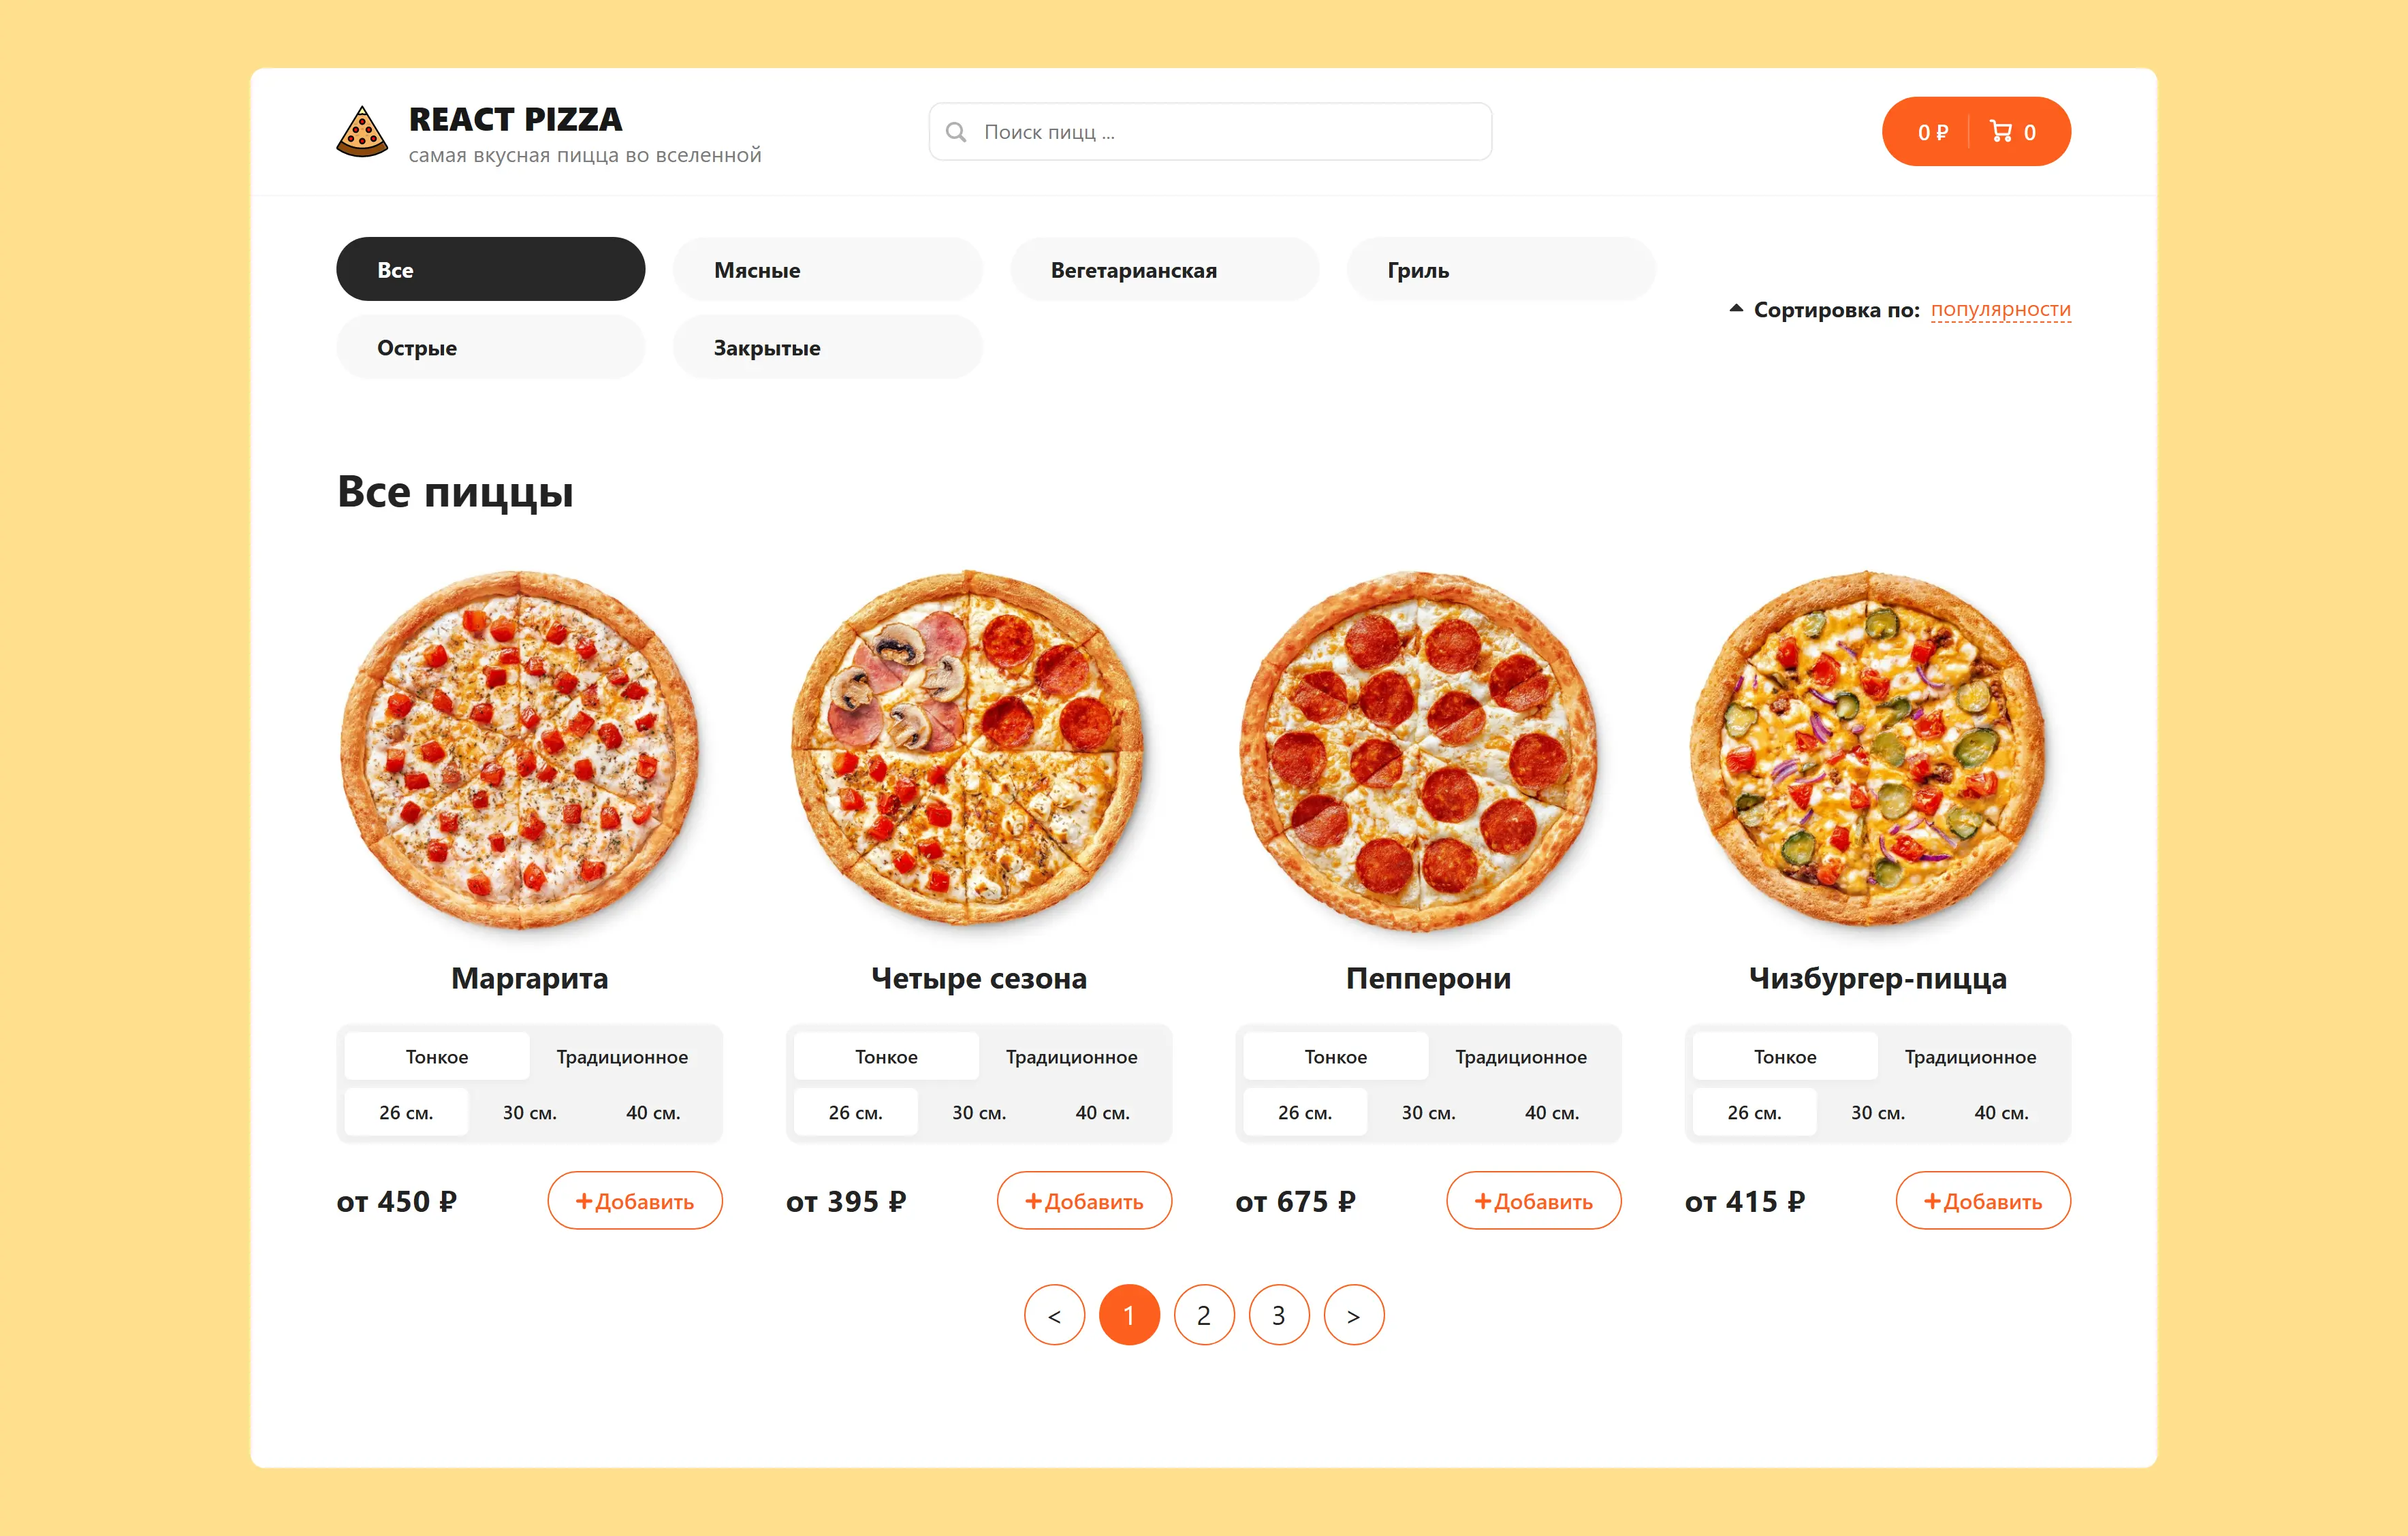 REACT PIZZA
самая вкусная пицца во вселенной
Поиск пицц ...
0 ₽ 0
Все Мясные Вегетарианская Гриль
Острые Закрытые
Сортировка по: популярности
Все пиццы
Маргарита Четыре сезона Пепперони Чизбургер-пицца
Тонкое Традиционное Тонкое Традиционное Тонкое Традиционное Тонкое Традиционное
26 см. 30 см. 40 см. 26 см. 30 см. 40 см. 26 см. 30 см. 40 см. 26 см. 30 см. 40 см.
от 450 ₽ +Добавить от 395 ₽ +Добавить от 675 ₽ +Добавить от 415 ₽ +Добавить
< 1 2 3 >